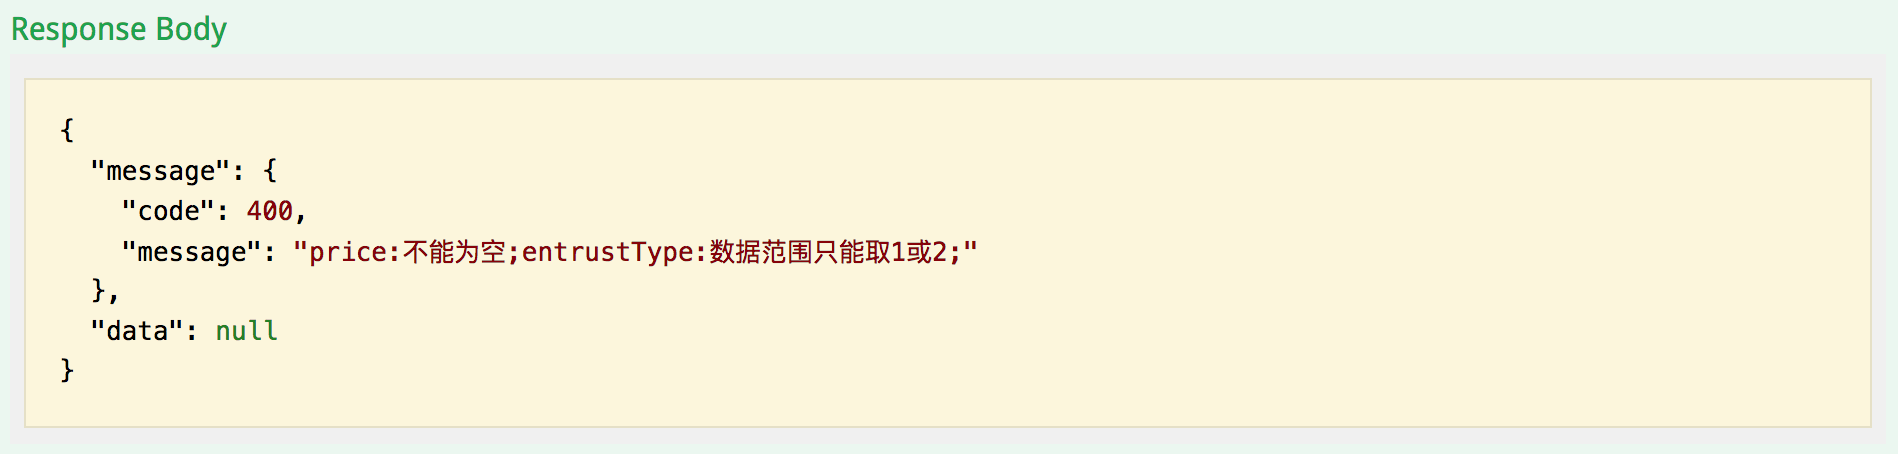 Response Body
{
"message": {
"code": 400,
"message": "price:不能为空;entrustType:数据范围只能取1或2;"
},
"data": null
}